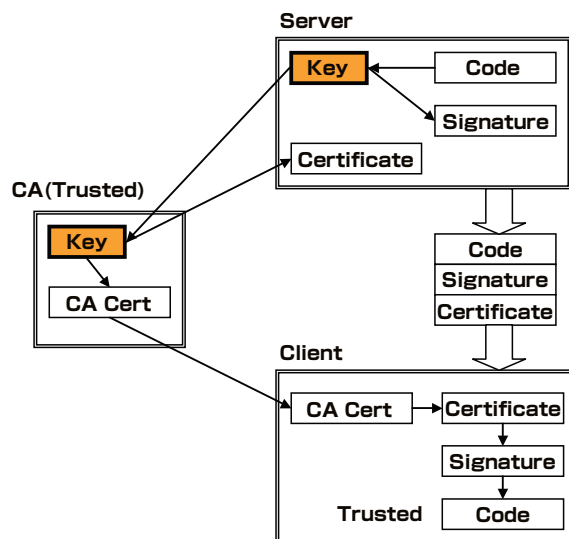 Server
Key
Code
Signature
Certificate
CA(Trusted)
Key
CA Cert
Code
Signature
Certificate
Client
CA Cert
Certificate
Signature
Trusted
Code